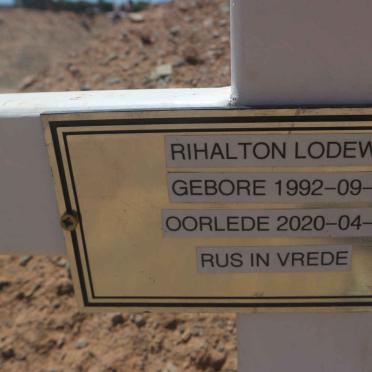 RIHALTON LODEW
GEBORE 1992-09-
OORLEDE 2020-04-
RUS IN VREDE